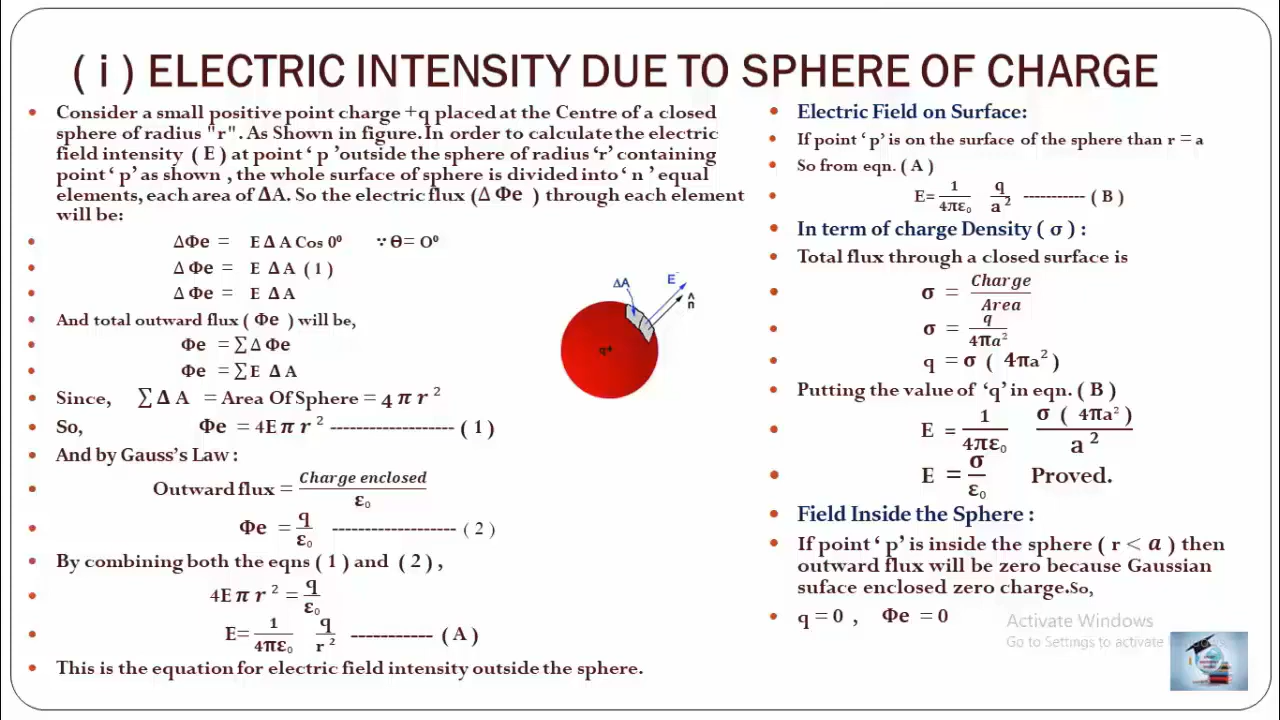 ( i ) ELECTRIC INTENSITY DUE TO SPHERE OF CHARGE
Consider a small positive point charge +q placed at the Centre of a closed
sphere of radius "r". As Shown in figure. In order to calculate the electric
field intensity ( E ) at point ‘ p ’outside the sphere of radius ‘r’ containing
point ‘ p’ as shown , the whole surface of sphere is divided into ‘ n ’ equal
elements, each area of ΔA. So the electric flux (Δ Φe ) through each element
will be:
ΔΦe = E Δ A Cos 0⁰ ∵ Θ= O⁰
Δ Φe = E Δ A ( 1 )
Δ Φe = E Δ A
And total outward flux ( Φe ) will be,
Φe = ∑ Δ Φe
Φe = ∑ E Δ A
Since, ∑ Δ A = Area Of Sphere = 4 π r ²
So, Φe = 4E π r ² ------------------- ( 1 )
And by Gauss’s Law :
Outward flux = Charge enclosed / ε₀
Φe = q / ε₀ ------------------- ( 2 )
By combining both the eqns ( 1 ) and ( 2 ) ,
4E π r ² = q / ε₀
E= 1 / 4πε₀ q / r ² ----------- ( A )
This is the equation for electric field intensity outside the sphere.
ΔA
E
n
q+
Electric Field on Surface:
If point ‘ p’ is on the surface of the sphere than r = a
So from eqn. ( A )
E= 1 / 4πε₀ q / a ² ----------- ( B )
In term of charge Density ( σ ) :
Total flux through a closed surface is
σ = Charge / Area
σ = q / 4πa²
q = σ ( 4πa² )
Putting the value of ‘q’ in eqn. ( B )
E = 1 / 4πε₀ σ ( 4πa² ) / a ²
E = σ / ε₀ Proved.
Field Inside the Sphere :
If point ‘ p’ is inside the sphere ( r < a ) then
outward flux will be zero because Gaussian
suface enclosed zero charge.So,
q = 0 , Φe = 0
Activate Windows
Go to Settings to activate